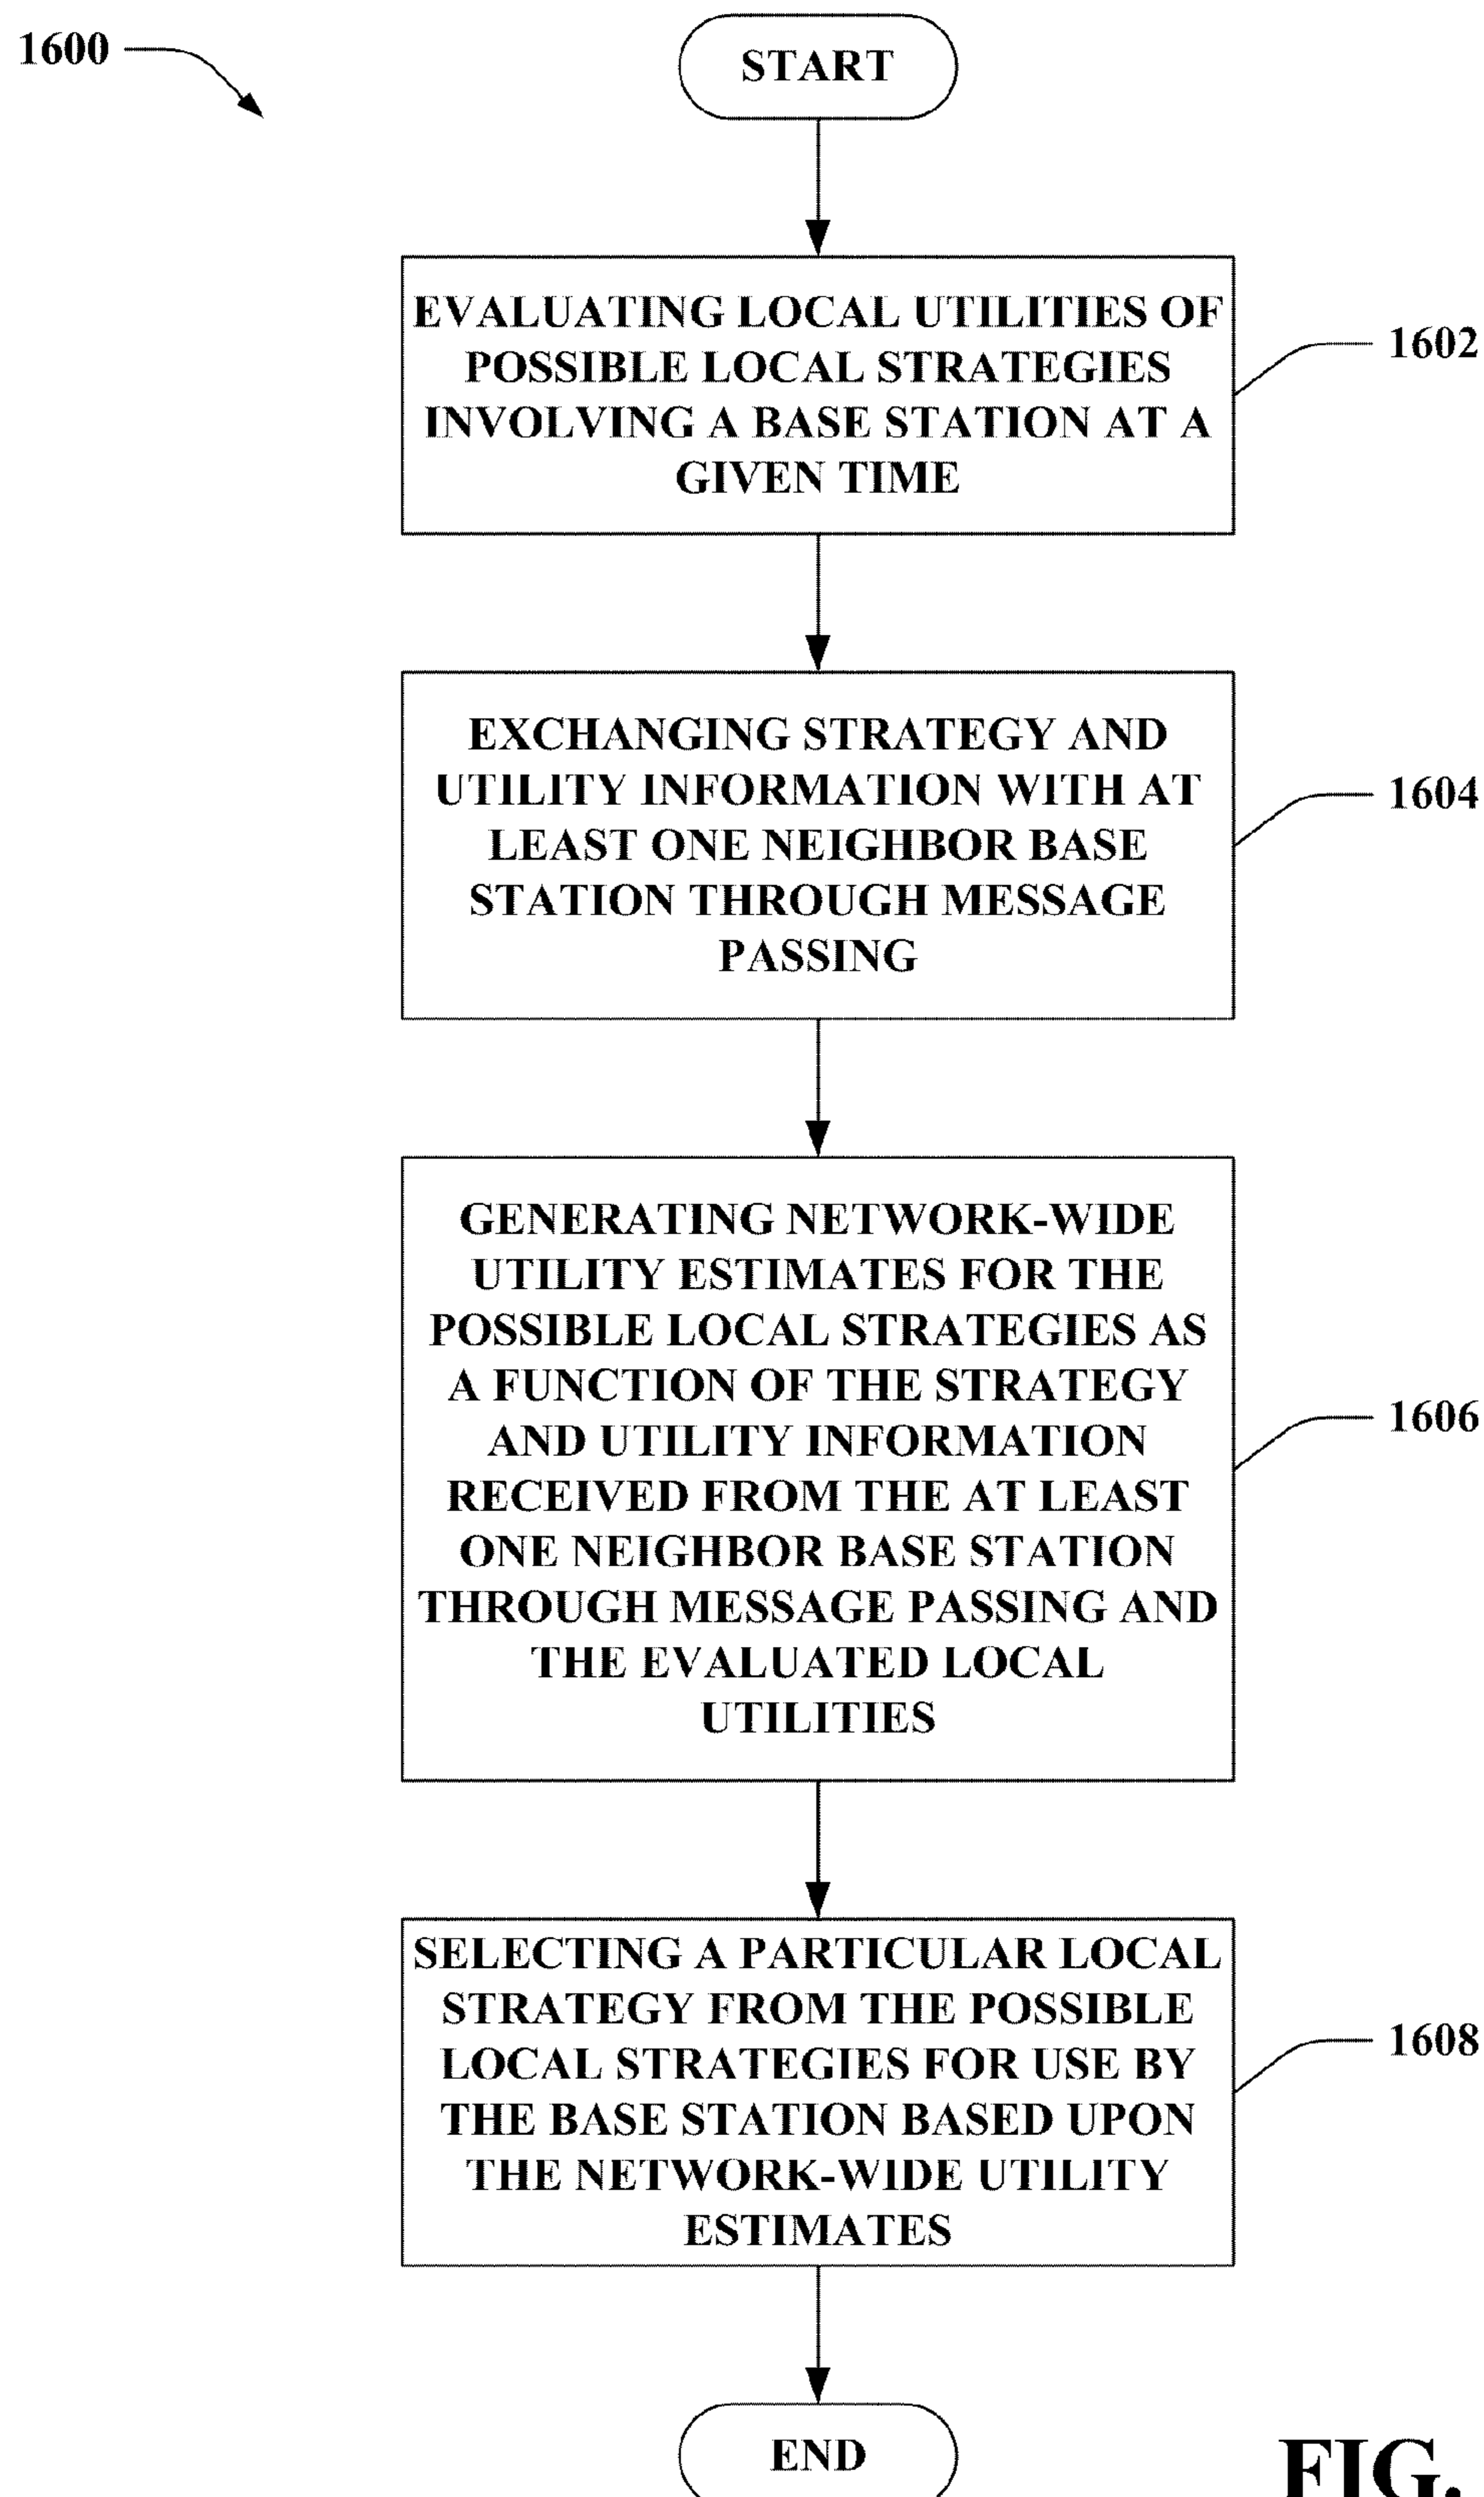 1600
START
EVALUATING LOCAL UTILITIES OF
POSSIBLE LOCAL STRATEGIES
INVOLVING A BASE STATION AT A
GIVEN TIME
1602
EXCHANGING STRATEGY AND
UTILITY INFORMATION WITH AT
LEAST ONE NEIGHBOR BASE
STATION THROUGH MESSAGE
PASSING
1604
GENERATING NETWORK-WIDE
UTILITY ESTIMATES FOR THE
POSSIBLE LOCAL STRATEGIES AS
A FUNCTION OF THE STRATEGY
AND UTILITY INFORMATION
RECEIVED FROM THE AT LEAST
ONE NEIGHBOR BASE STATION
THROUGH MESSAGE PASSING AND
THE EVALUATED LOCAL
UTILITIES
1606
SELECTING A PARTICULAR LOCAL
STRATEGY FROM THE POSSIBLE
LOCAL STRATEGIES FOR USE BY
THE BASE STATION BASED UPON
THE NETWORK-WIDE UTILITY
ESTIMATES
1608
END
FIG.